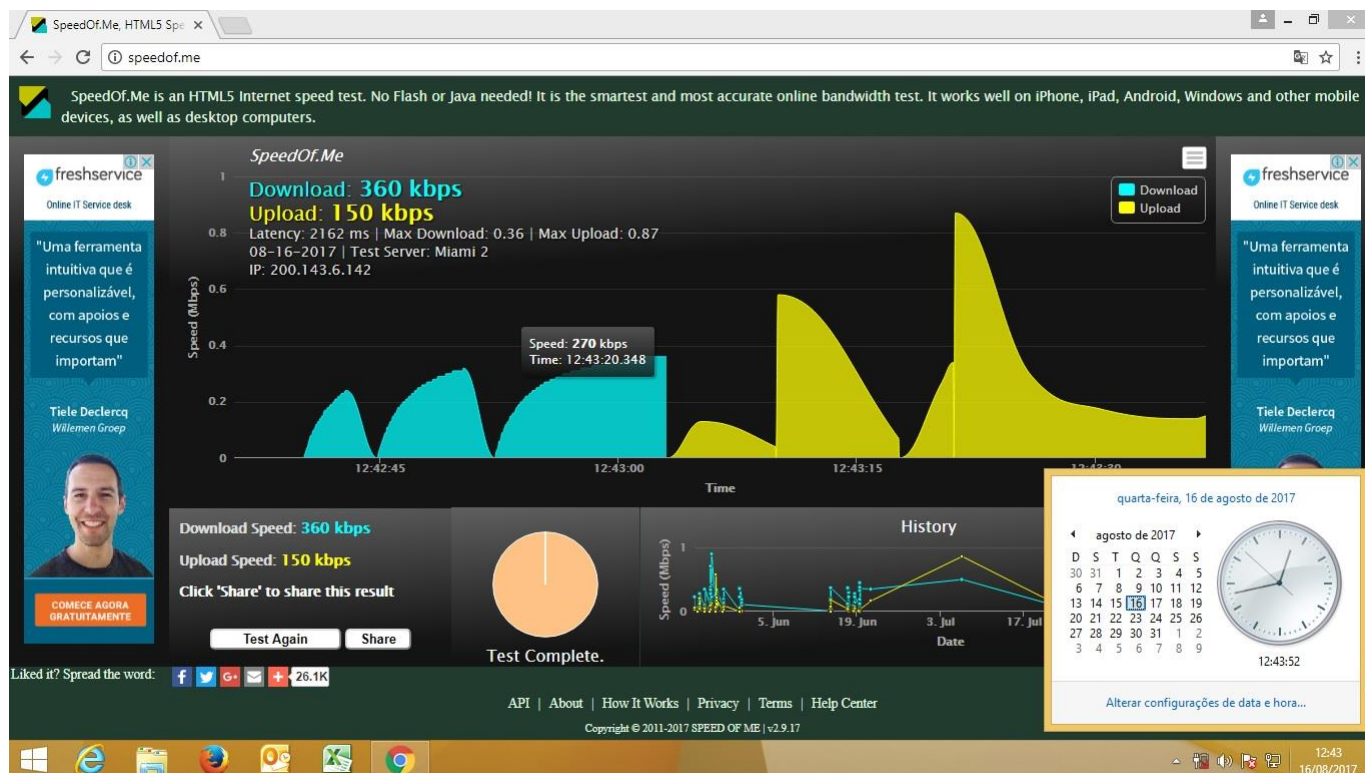 SpeedOf.Me, HTML5 Spe
speedof.me
SpeedOf.Me is an HTML5 Internet speed test. No Flash or Java needed! It is the smartest and most accurate online bandwidth test. It works well on iPhone, iPad, Android, Windows and other mobile
devices, as well as desktop computers.
freshservice
Online IT Service desk
"Uma ferramenta
intuitiva que é
personalizável,
com apoios e
recursos que
importam"
Tiele Declercq
Willemen Groep
COMECE AGORA
GRATUITAMENTE
SpeedOf.Me
Download: 360 kbps
Upload: 150 kbps
Latency: 2162 ms | Max Download: 0.36 | Max Upload: 0.87
08-16-2017 | Test Server: Miami 2
IP: 200.143.6.142
Download
Upload
Speed (Mbps)
1
0.8
0.6
0.4
0.2
0
Speed: 270 kbps
Time: 12:43:20.348
12:42:45
12:43:00
12:43:15
12:43:30
Time
freshservice
Online IT Service desk
"Uma ferramenta
intuitiva que é
personalizável,
com apoios e
recursos que
importam"
Tiele Declercq
Willemen Groep
Download Speed: 360 kbps
Upload Speed: 150 kbps
Click 'Share' to share this result
Test Again
Share
Test Complete.
History
Speed (Mbps)
1
0
5. Jun
19. Jun
3. Jul
17. Jul
Date
quarta-feira, 16 de agosto de 2017
agosto de 2017
D S T Q Q S S
30 31 1 2 3 4 5
6 7 8 9 10 11 12
13 14 15 16 17 18 19
20 21 22 23 24 25 26
27 28 29 30 31 1 2
3 4 5 6 7 8 9
12:43:52
Alterar configurações de data e hora...
Liked it? Spread the word:
26.1K
API | About | How It Works | Privacy | Terms | Help Center
Copyright © 2011-2017 SPEED OF ME | v2.9.17
12:43
16/08/2017